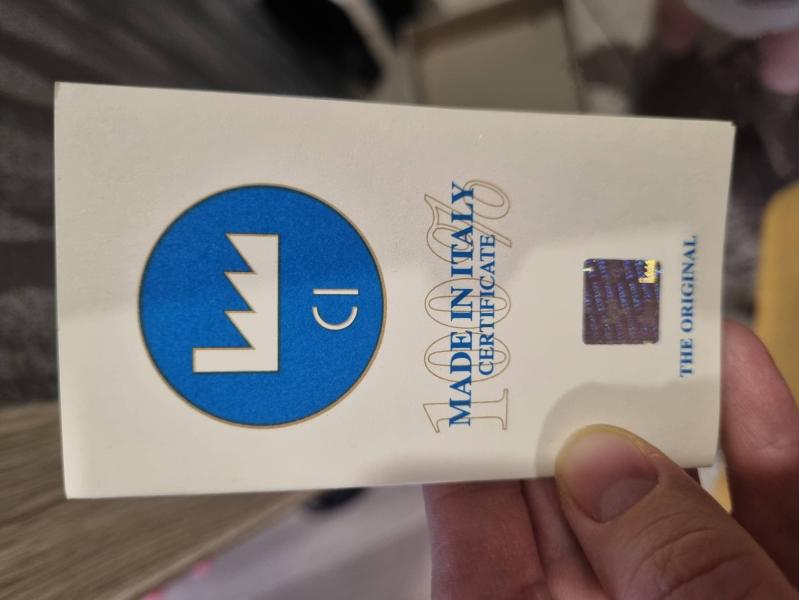 CI
100%
MADE IN ITALY
CERTIFICATE
THE ORIGINAL